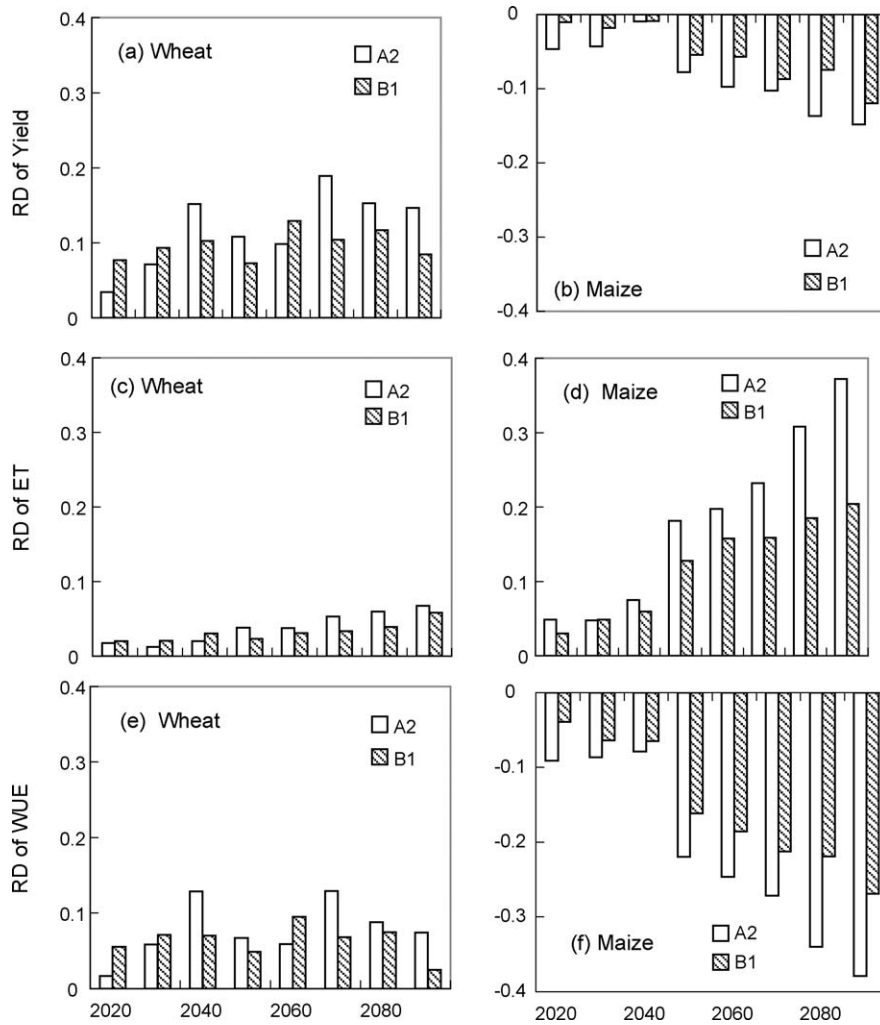 0.4
0.3
0.2
0.1
0
RD of Yield
(a) Wheat
A2
B1
0
-0.1
-0.2
-0.3
-0.4
A2
B1
(b) Maize
0.4
0.3
0.2
0.1
0
RD of ET
(c) Wheat
A2
B1
0.4
0.3
0.2
0.1
0
(d) Maize
A2
B1
0.4
0.3
0.2
0.1
0
RD of WUE
(e) Wheat
A2
B1
2020 2040 2060 2080
0
-0.1
-0.2
-0.3
-0.4
A2
B1
(f) Maize
2020 2040 2060 2080